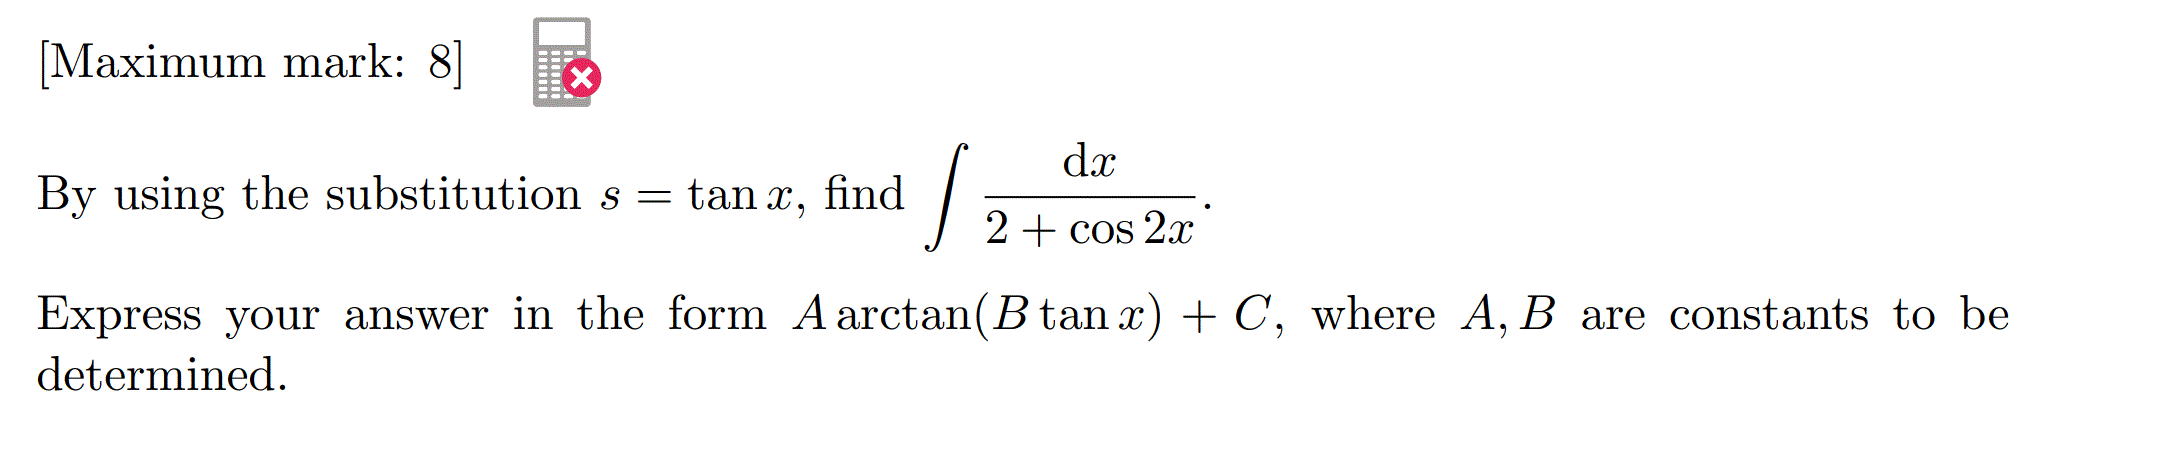 [Maximum mark: 8]
By using the substitution s = tan x, find ∫ dx / (2 + cos 2x).
Express your answer in the form A arctan(B tan x) + C, where A, B are constants to be
determined.